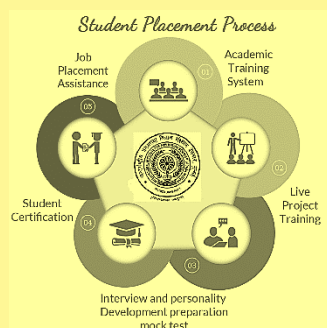 Student Placement Process
Academic
Training
System
01
02
Live
Project
Training
03
Interview and personality
Development preparation
mock test
04
Student
Certification
05
Job
Placement
Assistance